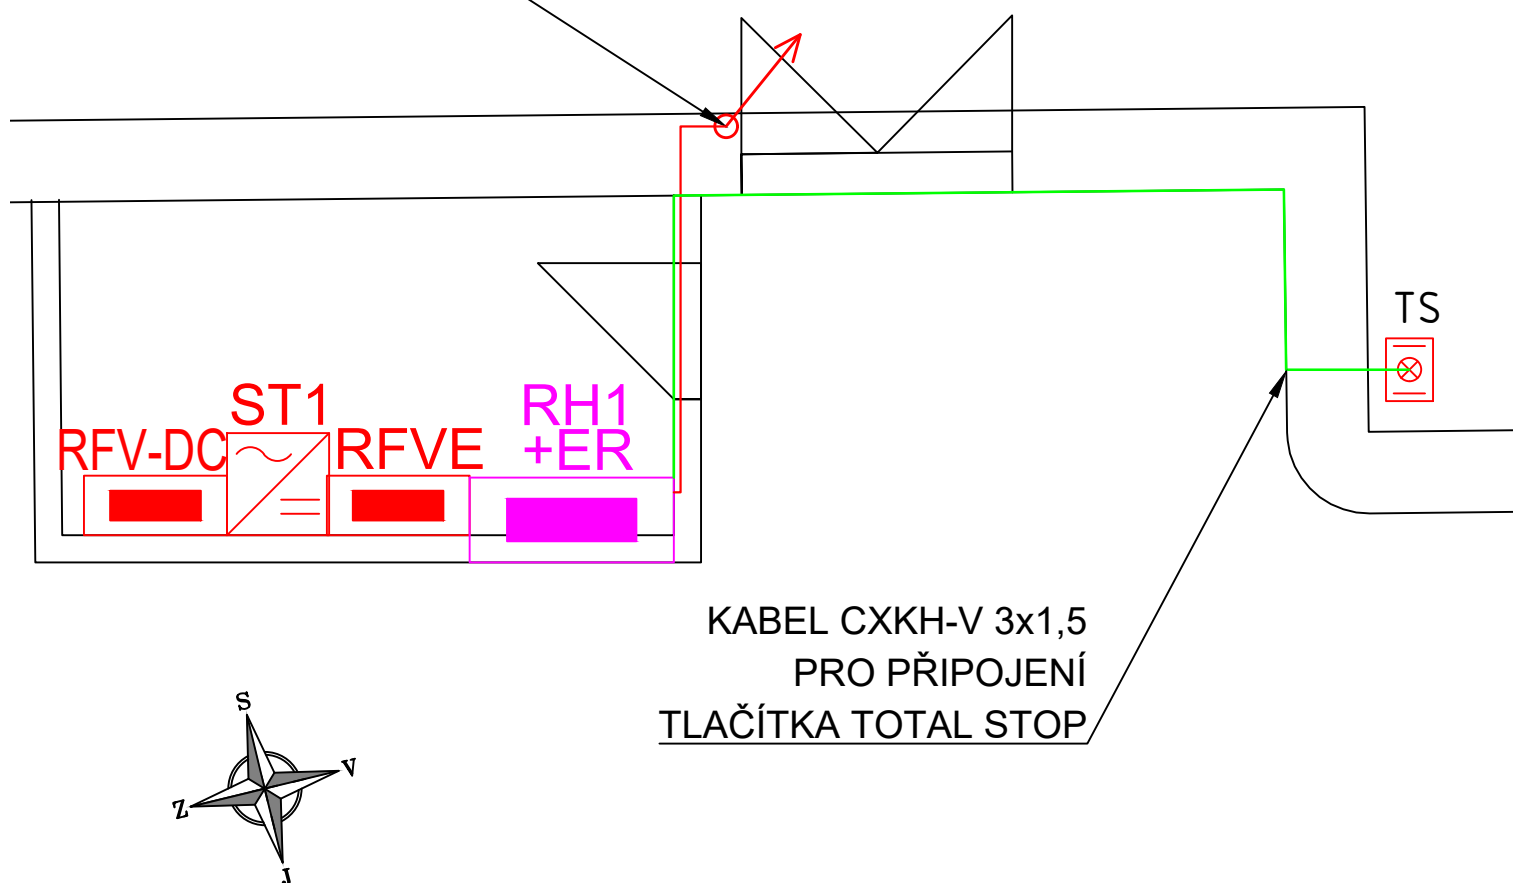 TS
ST1
RH1
RFV-DC
RFVE
+ER
KABEL CXKH-V 3x1,5
PRO PŘIPOJENÍ
TLAČÍTKA TOTAL STOP
S
V
Z
J